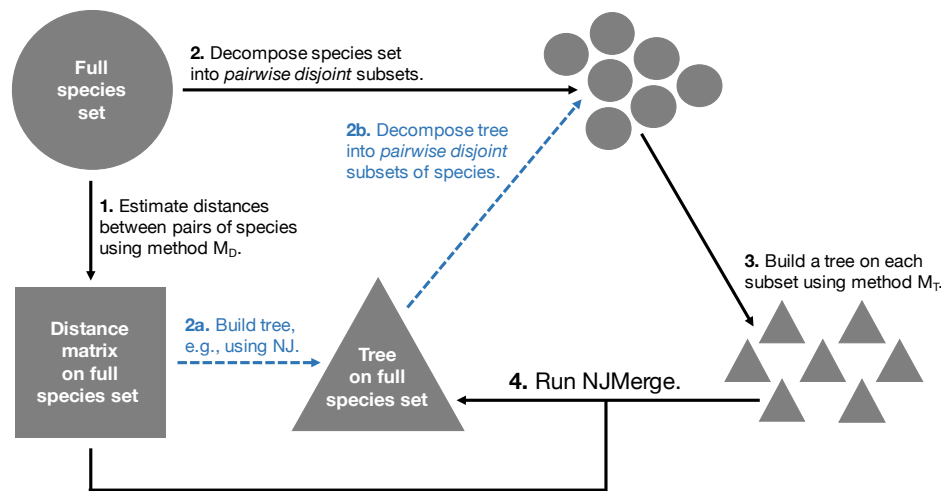 Full
species
set
2. Decompose species set
into pairwise disjoint subsets.
2b. Decompose tree
into pairwise disjoint
subsets of species.
1. Estimate distances
between pairs of species
using method M_D.
3. Build a tree on each
subset using method M_T.
Distance
matrix
on full
species set
2a. Build tree,
e.g., using NJ.
Tree
on full
species set
4. Run NJMerge.